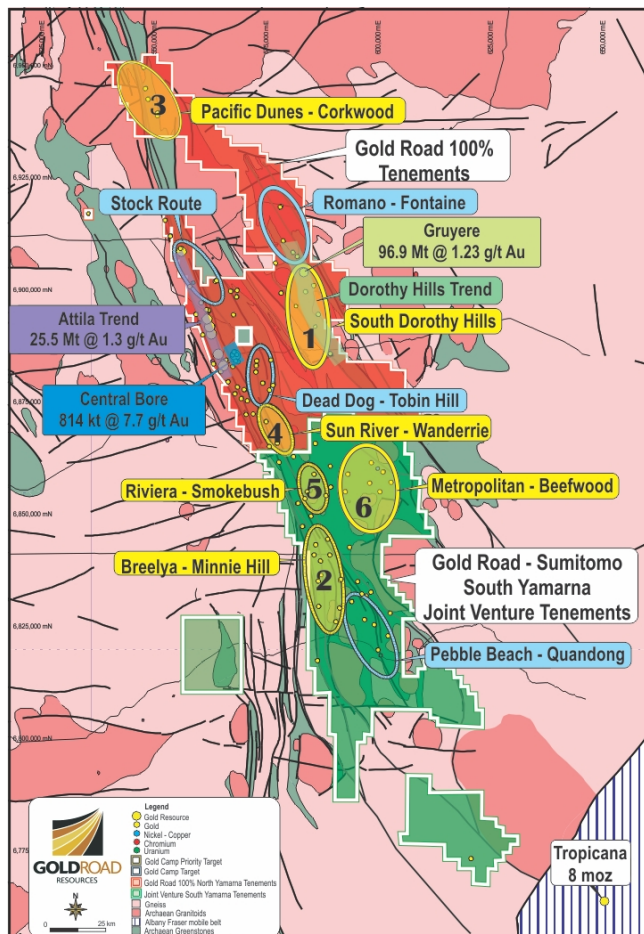 600,000
625,000
650,000
3
Pacific Dunes - Corkwood
Gold Road 100%
Tenements
6,925,000 mN
Stock Route
Romano - Fontaine
Gruyere
96.9 Mt @ 1.23 g/t Au
6,900,000 mN
Dorothy Hills Trend
Attila Trend
25.5 Mt @ 1.3 g/t Au
1
South Dorothy Hills
Central Bore
814 kt @ 7.7 g/t Au
6,875,000 mN
Dead Dog - Tobin Hill
4
Sun River - Wanderrie
Riviera - Smokebush
5
6
Metropolitan - Beefwood
6,850,000 mN
Breelya - Minnie Hill
2
Gold Road - Sumitomo
South Yamarna
Joint Venture Tenements
6,825,000 mN
Pebble Beach - Quandong
6,800,000 mN
GOLDROAD
RESOURCES
N
0
25 km
Legend
Gold Resource
Gold
Nickel - Copper
Chromium
Uranium
Gold Camp Priority Target
Gold Camp Target
Gold Road 100% North Yamarna Tenements
Joint Venture South Yamarna Tenements
Gneiss
Archaean Granitoids
Albany Fraser mobile belt
Archaean Greenstones
6,775
Tropicana
8 moz